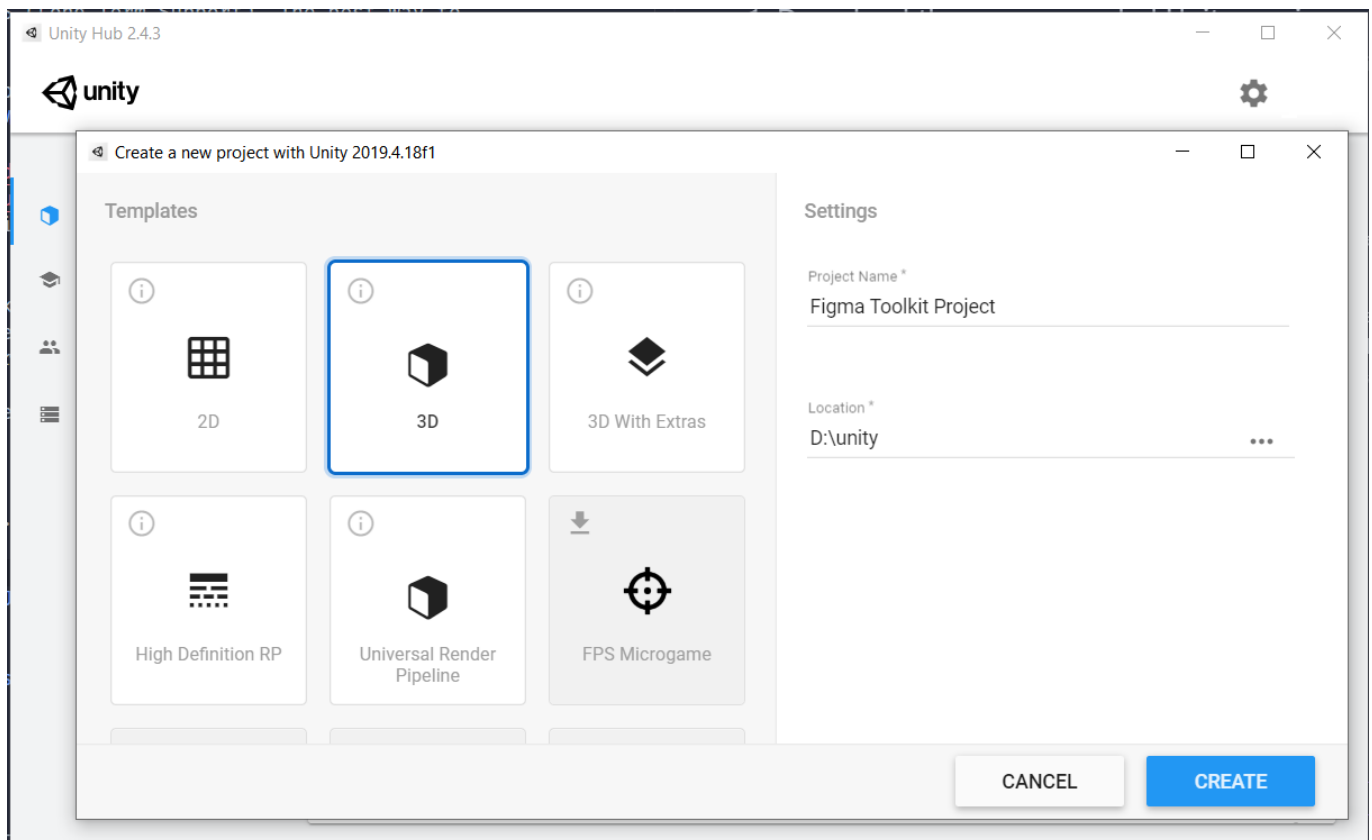 Unity Hub 2.4.3
unity
Create a new project with Unity 2019.4.18f1
Templates
Settings
2D
3D
3D With Extras
Project Name *
Figma Toolkit Project
Location *
D:\unity
...
High Definition RP
Universal Render
Pipeline
FPS Microgame
CANCEL
CREATE